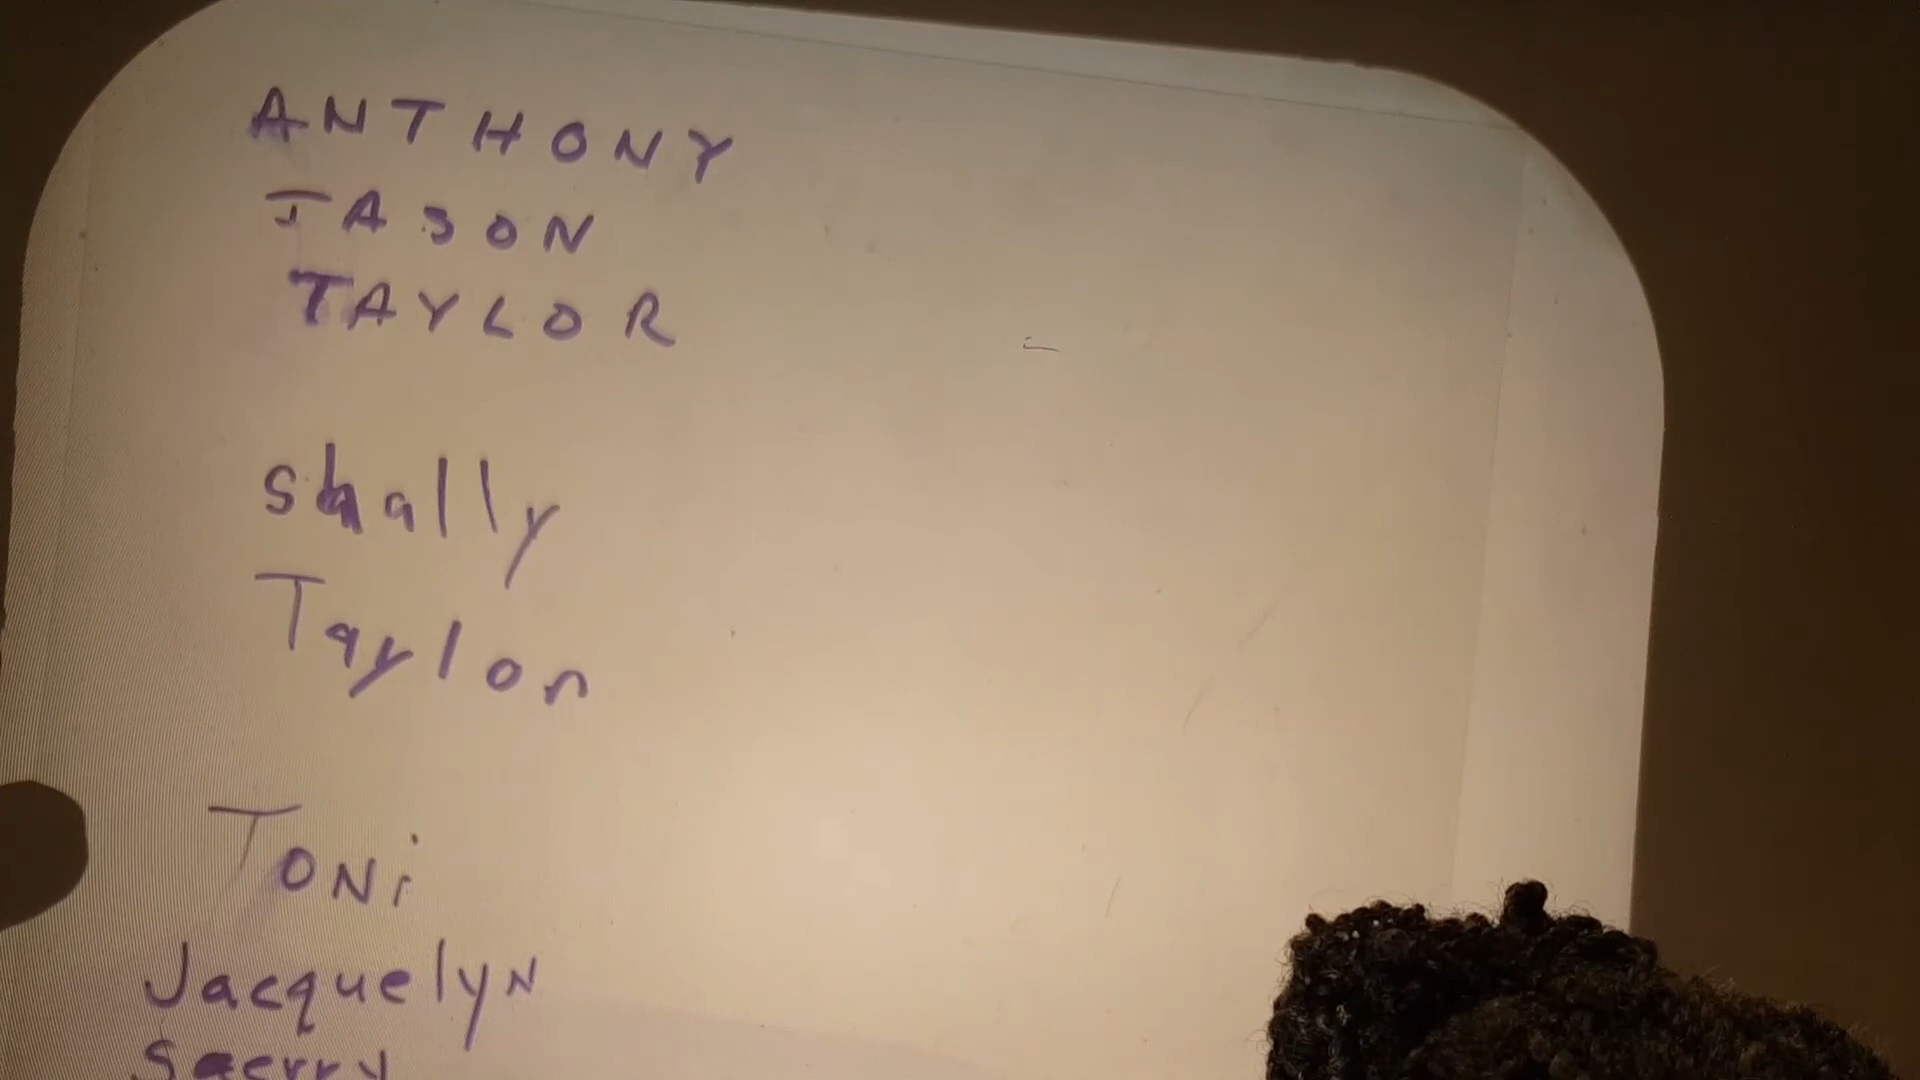 ANTHONY
JASON
TAYLOR
shally
Taylor
TONi
JacquelyN